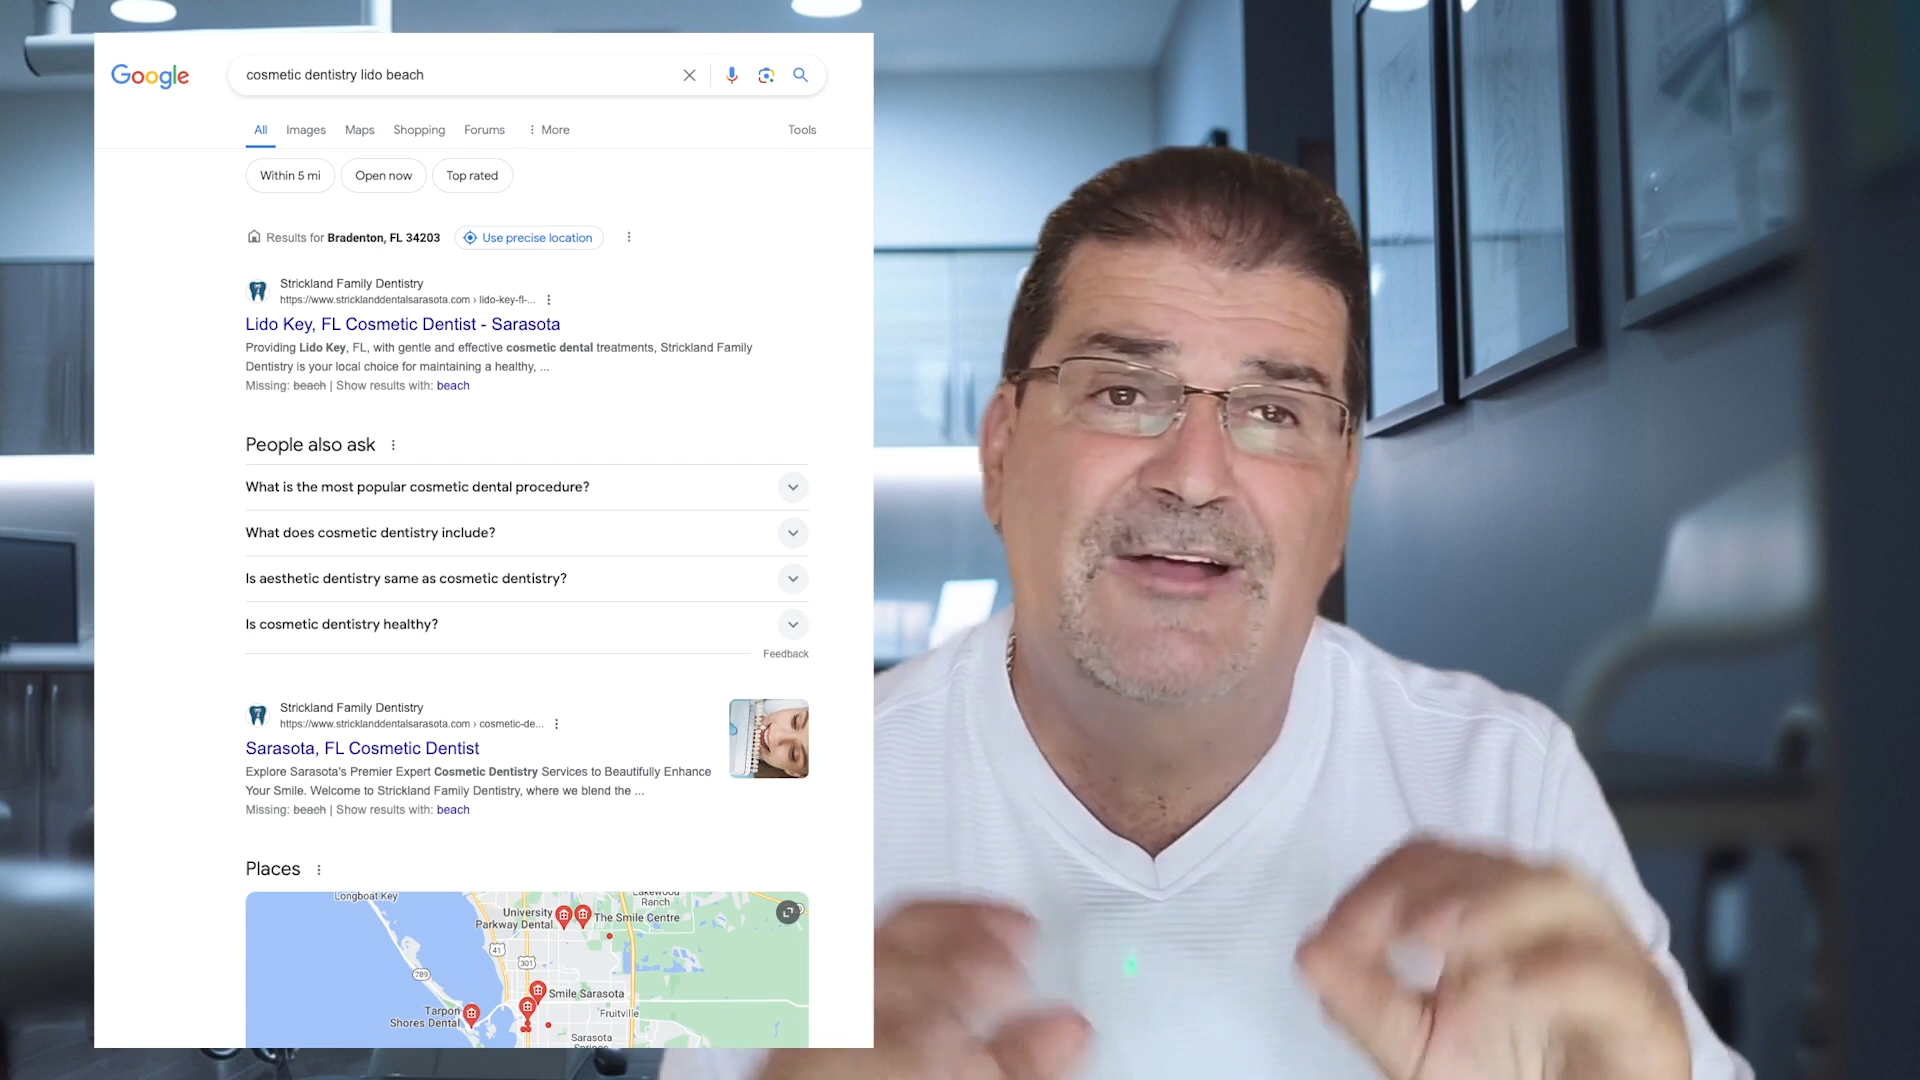 Google
cosmetic dentistry lido beach
All Images Maps Shopping Forums More Tools
Within 5 mi Open now Top rated
Results for Bradenton, FL 34203 Use precise location
Strickland Family Dentistry
https://www.stricklanddentalsarasota.com › lido-key-fl-...
Lido Key, FL Cosmetic Dentist - Sarasota
Providing Lido Key, FL, with gentle and effective cosmetic dental treatments, Strickland Family
Dentistry is your local choice for maintaining a healthy, ...
Missing: beach | Show results with: beach
People also ask
What is the most popular cosmetic dental procedure?
What does cosmetic dentistry include?
Is aesthetic dentistry same as cosmetic dentistry?
Is cosmetic dentistry healthy?
Feedback
Strickland Family Dentistry
https://www.stricklanddentalsarasota.com › cosmetic-de...
Sarasota, FL Cosmetic Dentist
Explore Sarasota's Premier Expert Cosmetic Dentistry Services to Beautifully Enhance
Your Smile. Welcome to Strickland Family Dentistry, where we blend the ...
Missing: beach | Show results with: beach
Places
Longboat Key
Lakewood
Ranch
University
Parkway Dental
The Smile Centre
41
301
789
Smile Sarasota
Tarpon
Shores Dental
Fruitville
Sarasota
Springs